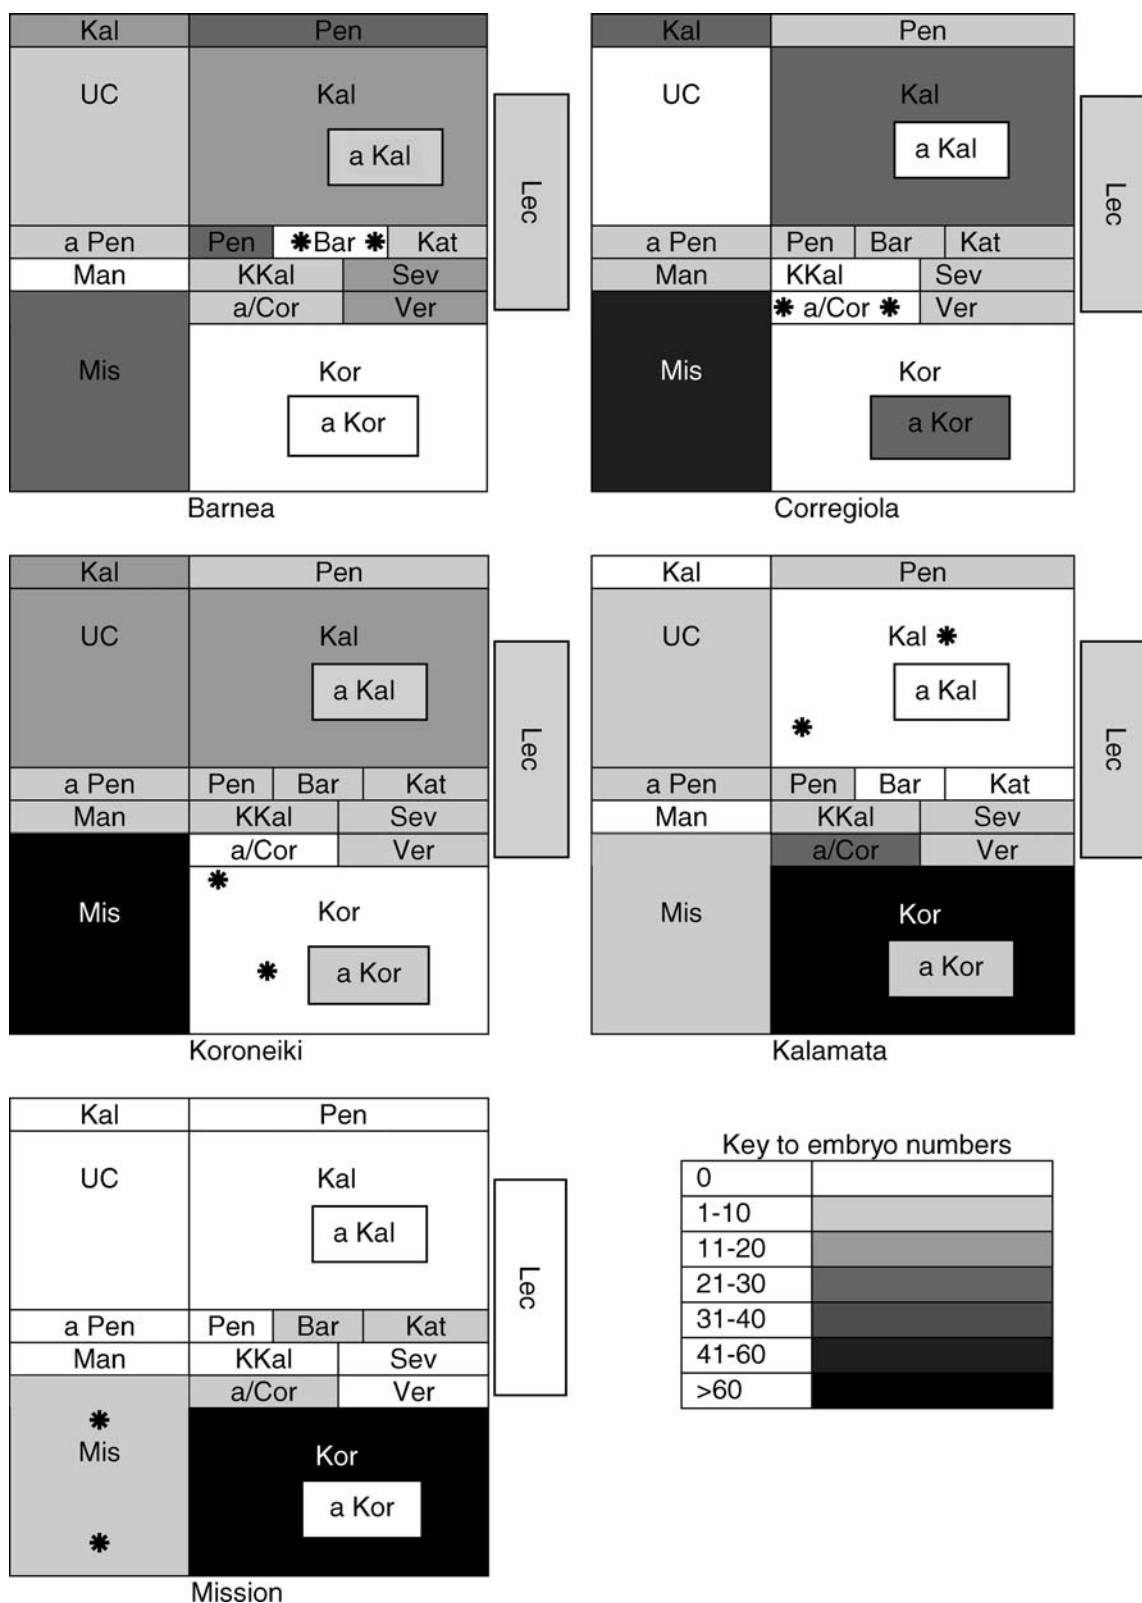 Kal Pen
UC Kal
a Kal
Lec
a Pen Pen Bar Kat
Man KKal Sev
a/Cor Ver
Mis Kor
a Kor
Barnea
Kal Pen
UC Kal
a Kal
Lec
a Pen Pen Bar Kat
Man KKal Sev
a/Cor Ver
Mis Kor
a Kor
Corregiola
Kal Pen
UC Kal
a Kal
Lec
a Pen Pen Bar Kat
Man KKal Sev
a/Cor Ver
Mis Kor
a Kor
Koroneiki
Kal Pen
UC Kal
a Kal
Lec
a Pen Pen Bar Kat
Man KKal Sev
a/Cor Ver
Mis Kor
a Kor
Kalamata
Kal Pen
UC Kal
a Kal
Lec
a Pen Pen Bar Kat
Man KKal Sev
a/Cor Ver
Mis Kor
a Kor
Mission
Key to embryo numbers
0
1-10
11-20
21-30
31-40
41-60
>60